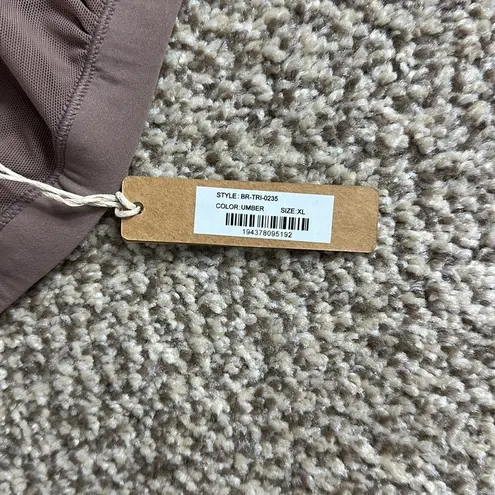 STYLE: BR-TRI-0235
COLOR:UMBER SIZE:XL
194378095192